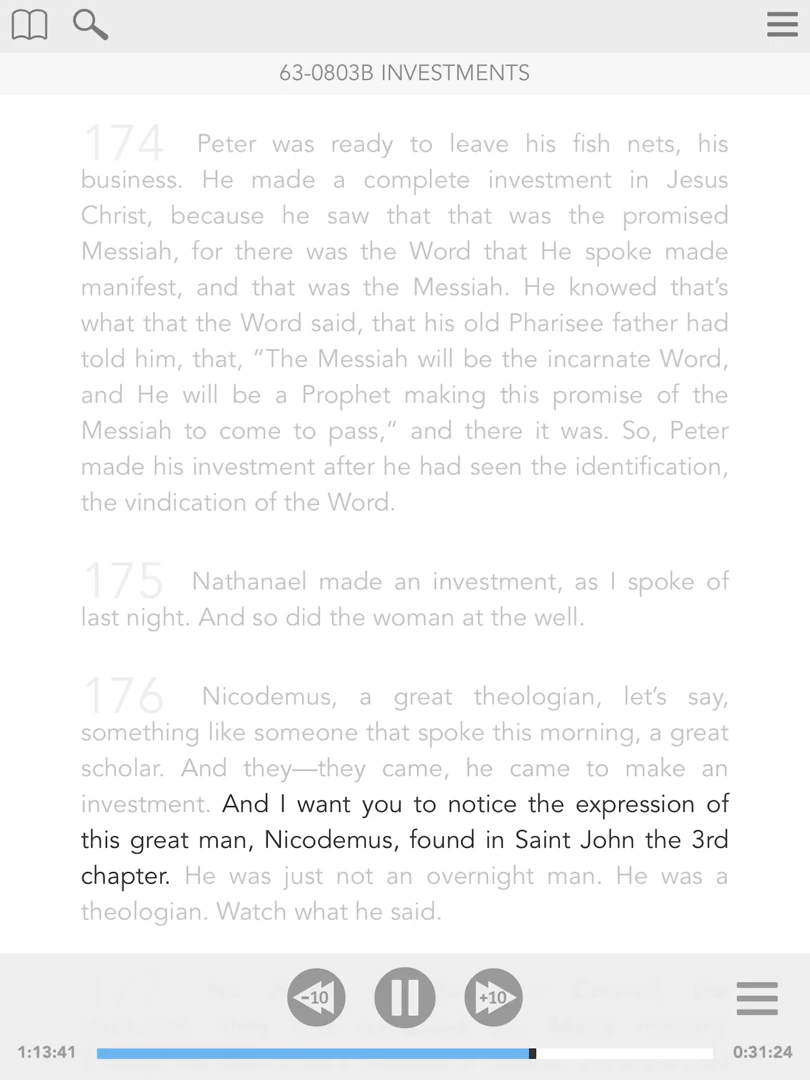 63-0803B INVESTMENTS
174 Peter was ready to leave his fish nets, his
business. He made a complete investment in Jesus
Christ, because he saw that that was the promised
Messiah, for there was the Word that He spoke made
manifest, and that was the Messiah. He knowed that’s
what that the Word said, that his old Pharisee father had
told him, that, “The Messiah will be the incarnate Word,
and He will be a Prophet making this promise of the
Messiah to come to pass,” and there it was. So, Peter
made his investment after he had seen the identification,
the vindication of the Word.
175 Nathanael made an investment, as I spoke of
last night. And so did the woman at the well.
176 Nicodemus, a great theologian, let’s say,
something like someone that spoke this morning, a great
scholar. And they—they came, he came to make an
investment. And I want you to notice the expression of
this great man, Nicodemus, found in Saint John the 3rd
chapter. He was just not an overnight man. He was a
theologian. Watch what he said.
-10 +10
1:13:41 0:31:24